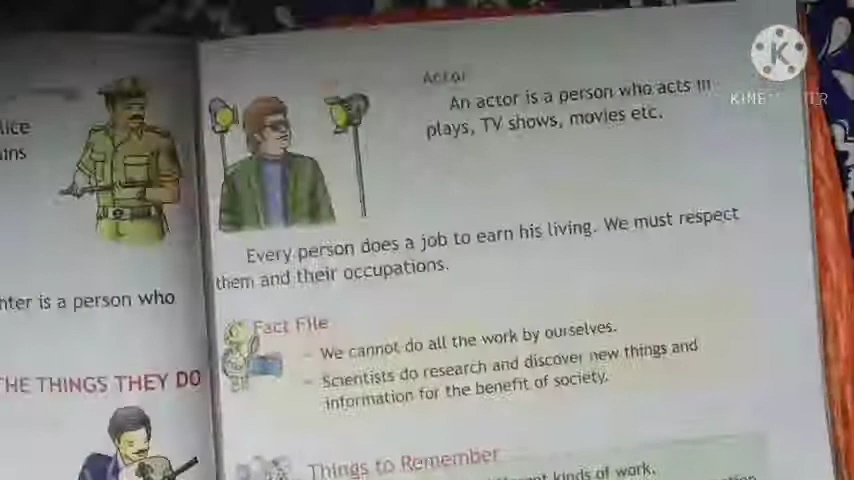 lice
ins
nter is a person who
THE THINGS THEY DO
Actor
An actor is a person who acts in
plays, TV shows, movies etc.
Every person does a job to earn his living. We must respect
them and their occupations.
Fact File
- We cannot do all the work by ourselves.
- Scientists do research and discover new things and
information for the benefit of society.
Things to Remember
kinds of work.
K